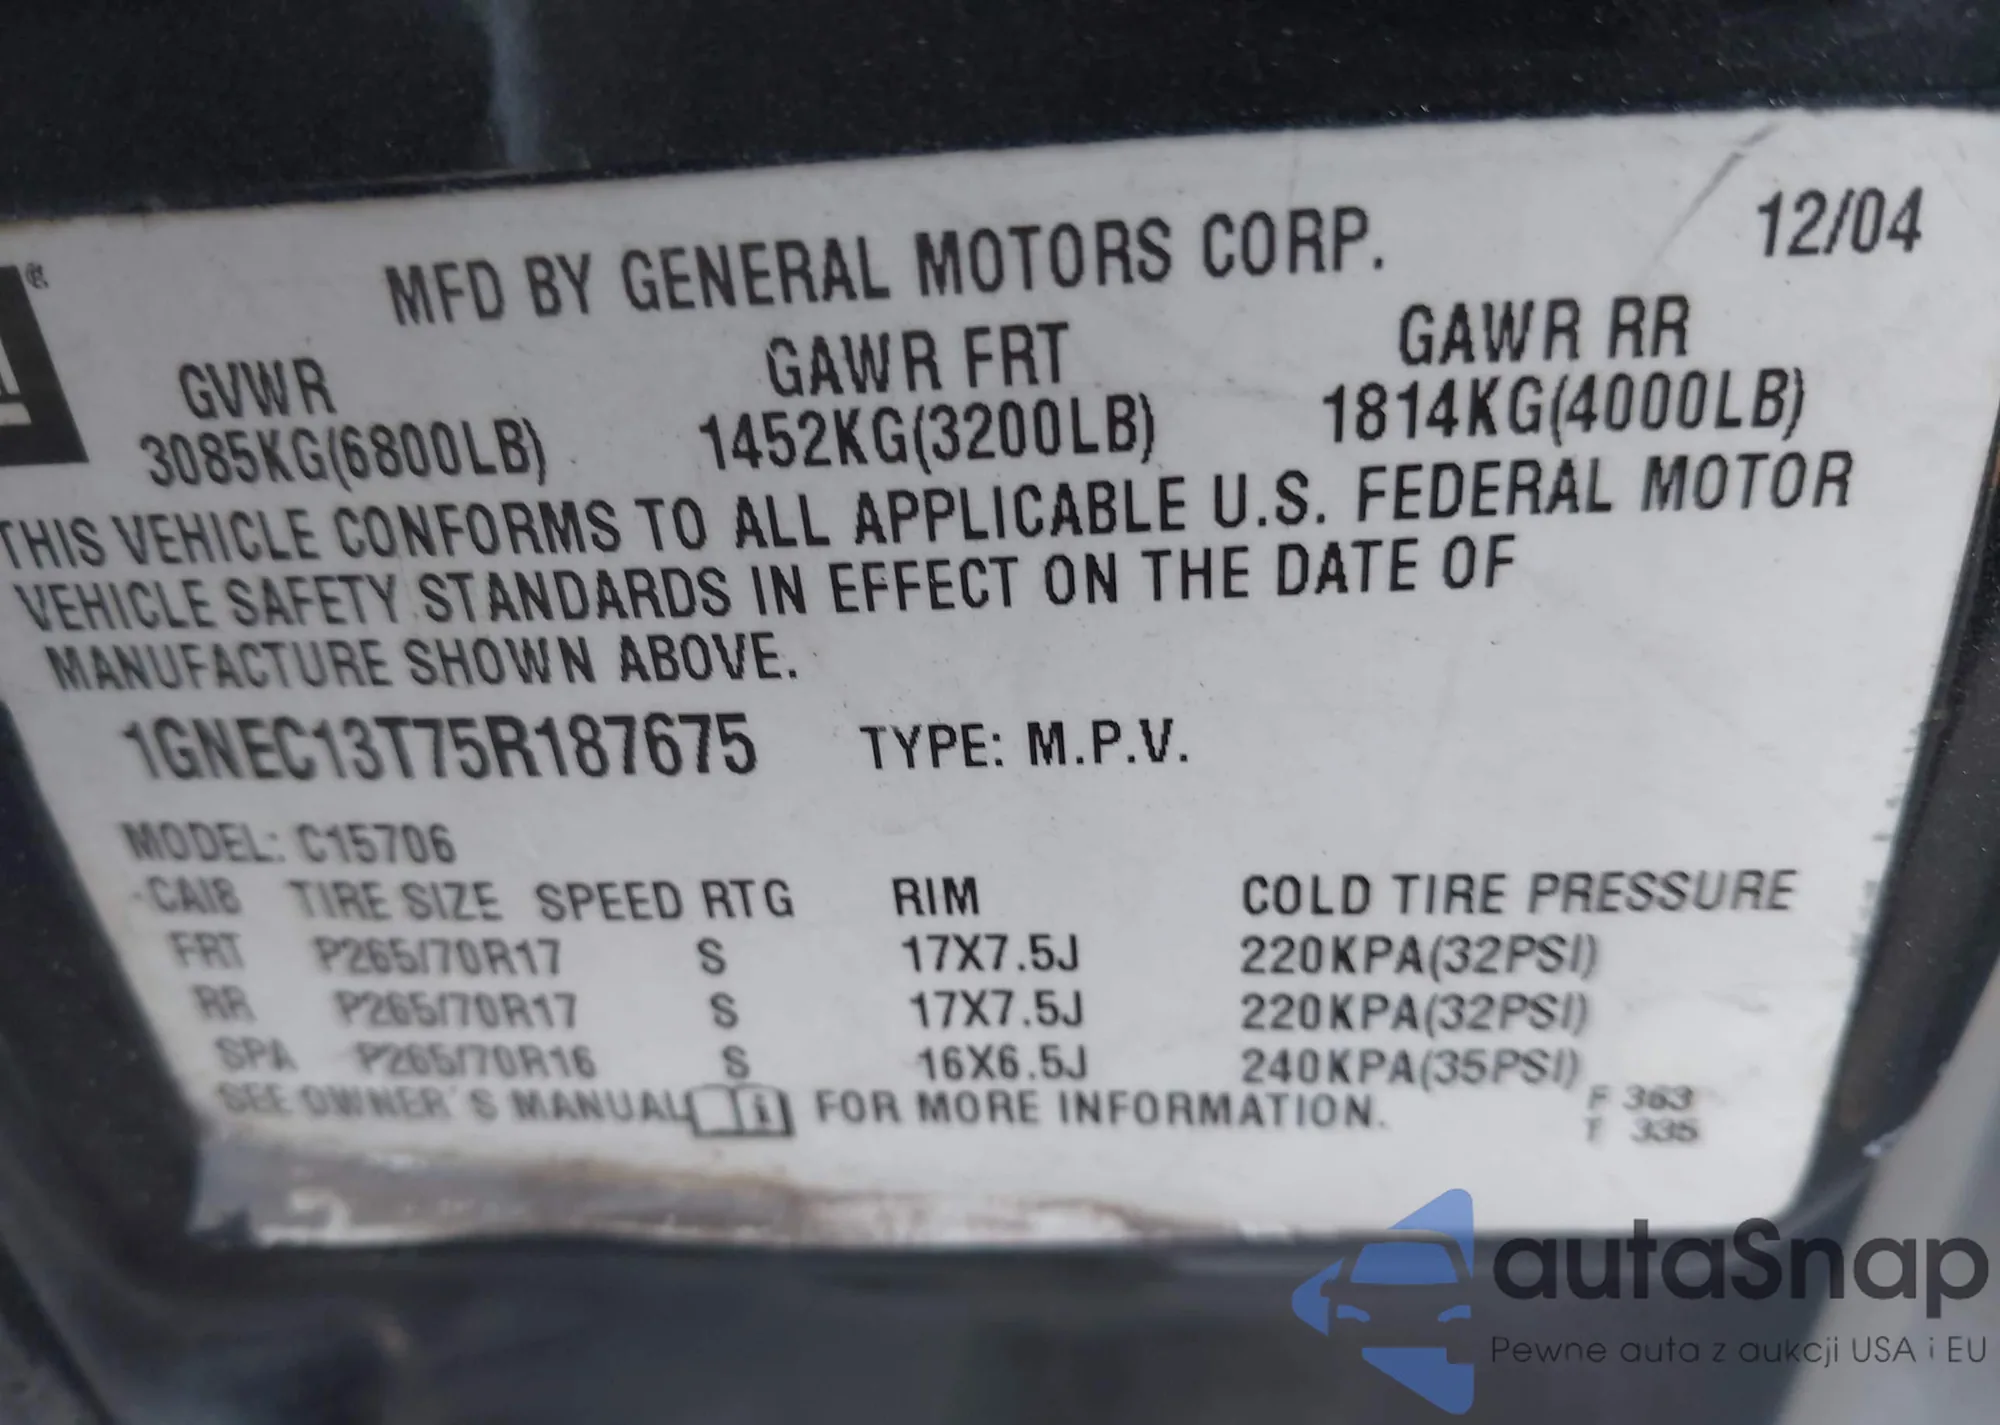 MFD BY GENERAL MOTORS CORP. 12/04
GVWR GAWR FRT GAWR RR
3085KG(6800LB) 1452KG(3200LB) 1814KG(4000LB)
THIS VEHICLE CONFORMS TO ALL APPLICABLE U.S. FEDERAL MOTOR
VEHICLE SAFETY STANDARDS IN EFFECT ON THE DATE OF
MANUFACTURE SHOWN ABOVE.
1GNEC13T75R187675 TYPE: M.P.V.
MODEL: C15706
CAI8 TIRE SIZE SPEED RTG RIM COLD TIRE PRESSURE
FRT P265/70R17 S 17X7.5J 220KPA(32PSI)
RR P265/70R17 S 17X7.5J 220KPA(32PSI)
SPA P265/70R16 S 16X6.5J 240KPA(35PSI)
SEE OWNER'S MANUAL FOR MORE INFORMATION.
F 363
T 335
autaSnap
Pewne auta z aukcji USA i EU